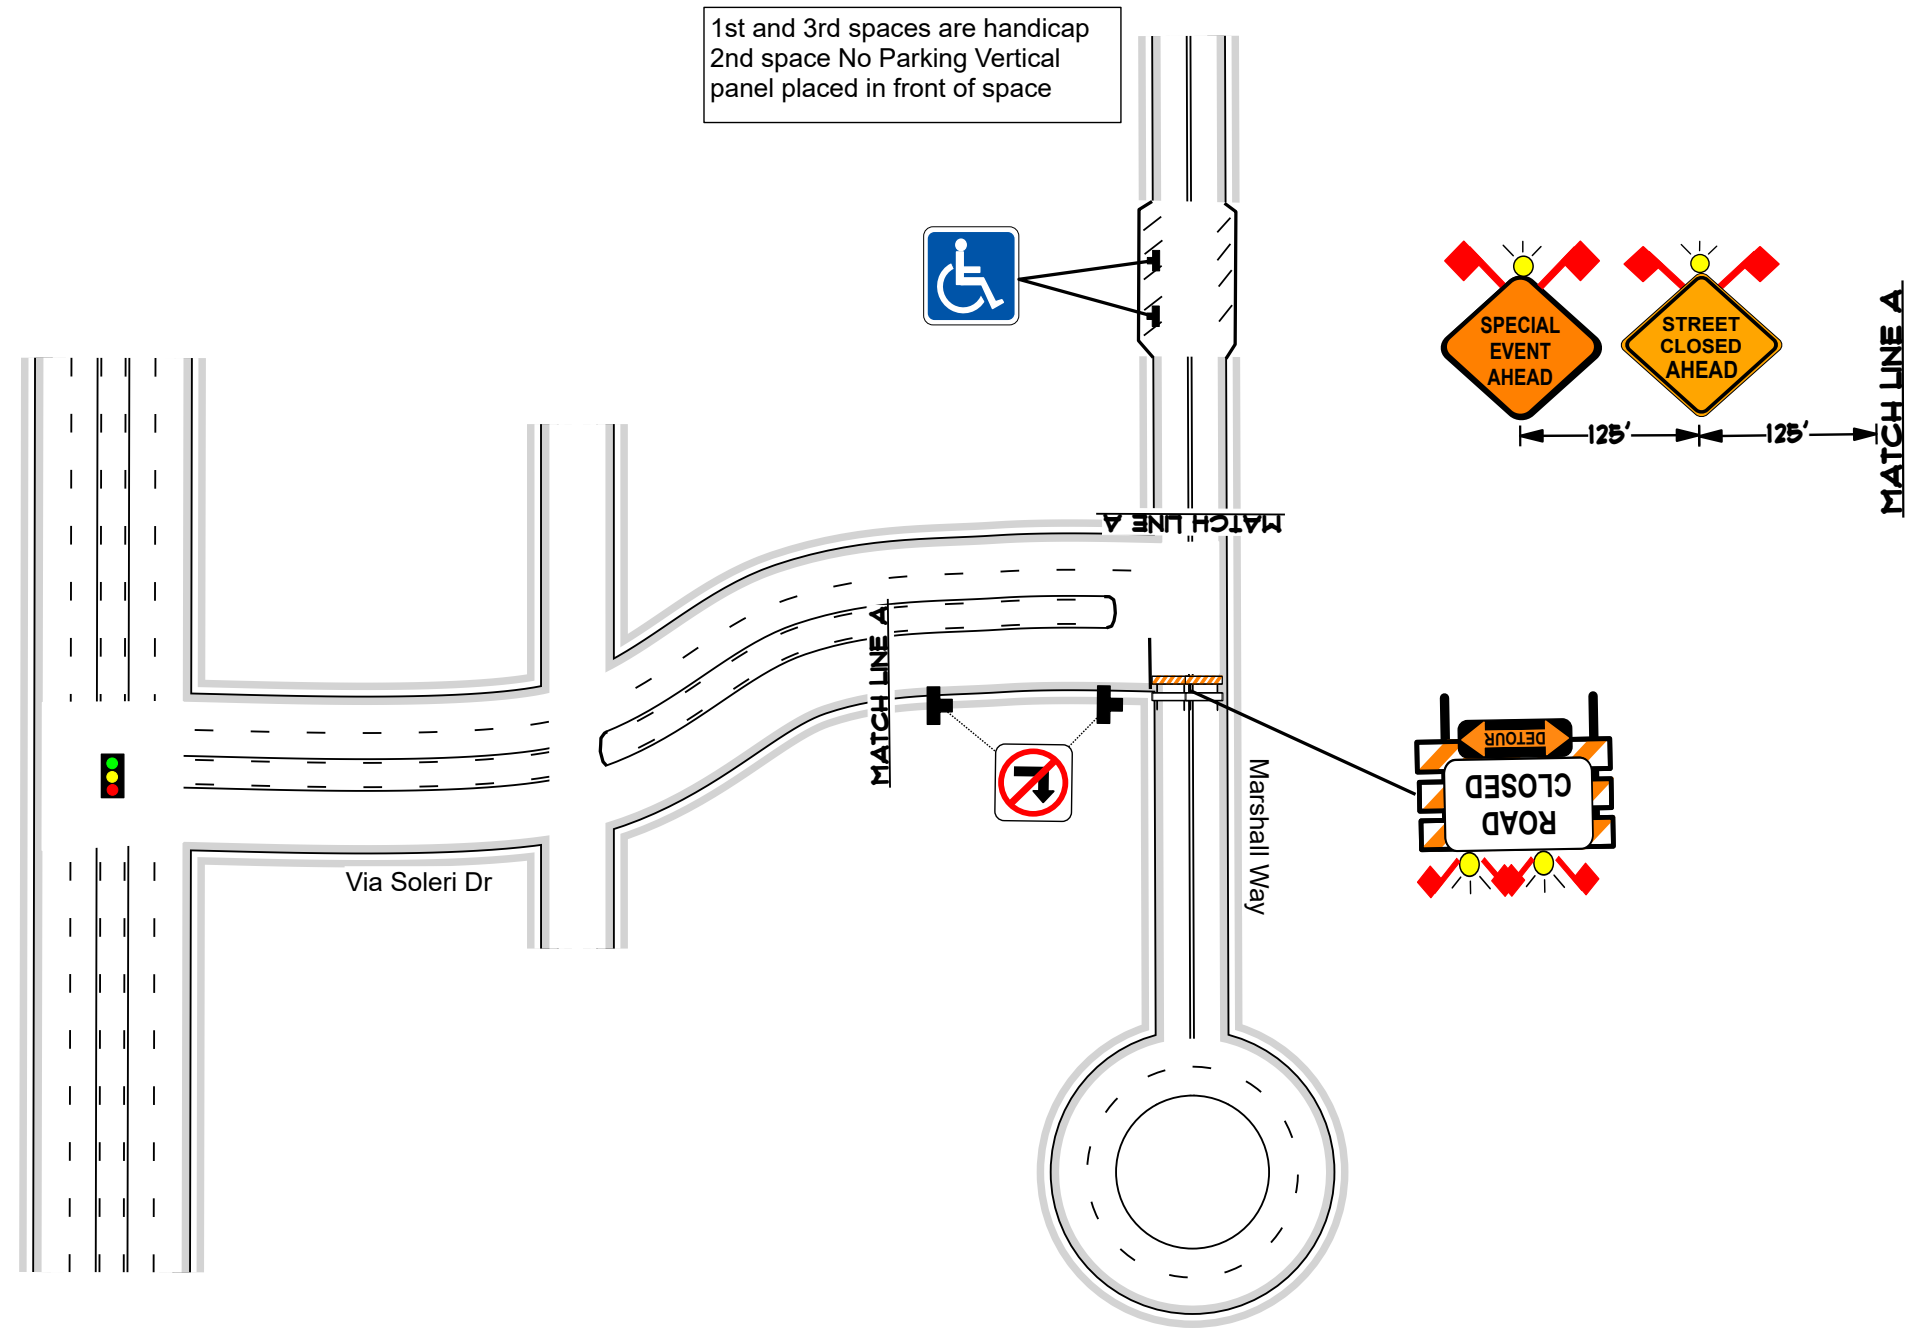 1st and 3rd spaces are handicap
2nd space No Parking Vertical
panel placed in front of space
SPECIAL
EVENT
AHEAD
STREET
CLOSED
AHEAD
125'
125'
MATCH LINE A
MATCH LINE A
MATCH LINE A
DETOUR
ROAD
CLOSED
Marshall Way
Via Soleri Dr